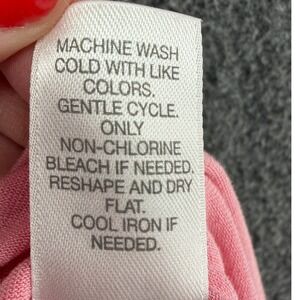 MACHINE WASH
COLD WITH LIKE
COLORS.
GENTLE CYCLE.
ONLY
NON-CHLORINE
BLEACH IF NEEDED.
RESHAPE AND DRY
FLAT.
COOL IRON IF
NEEDED.